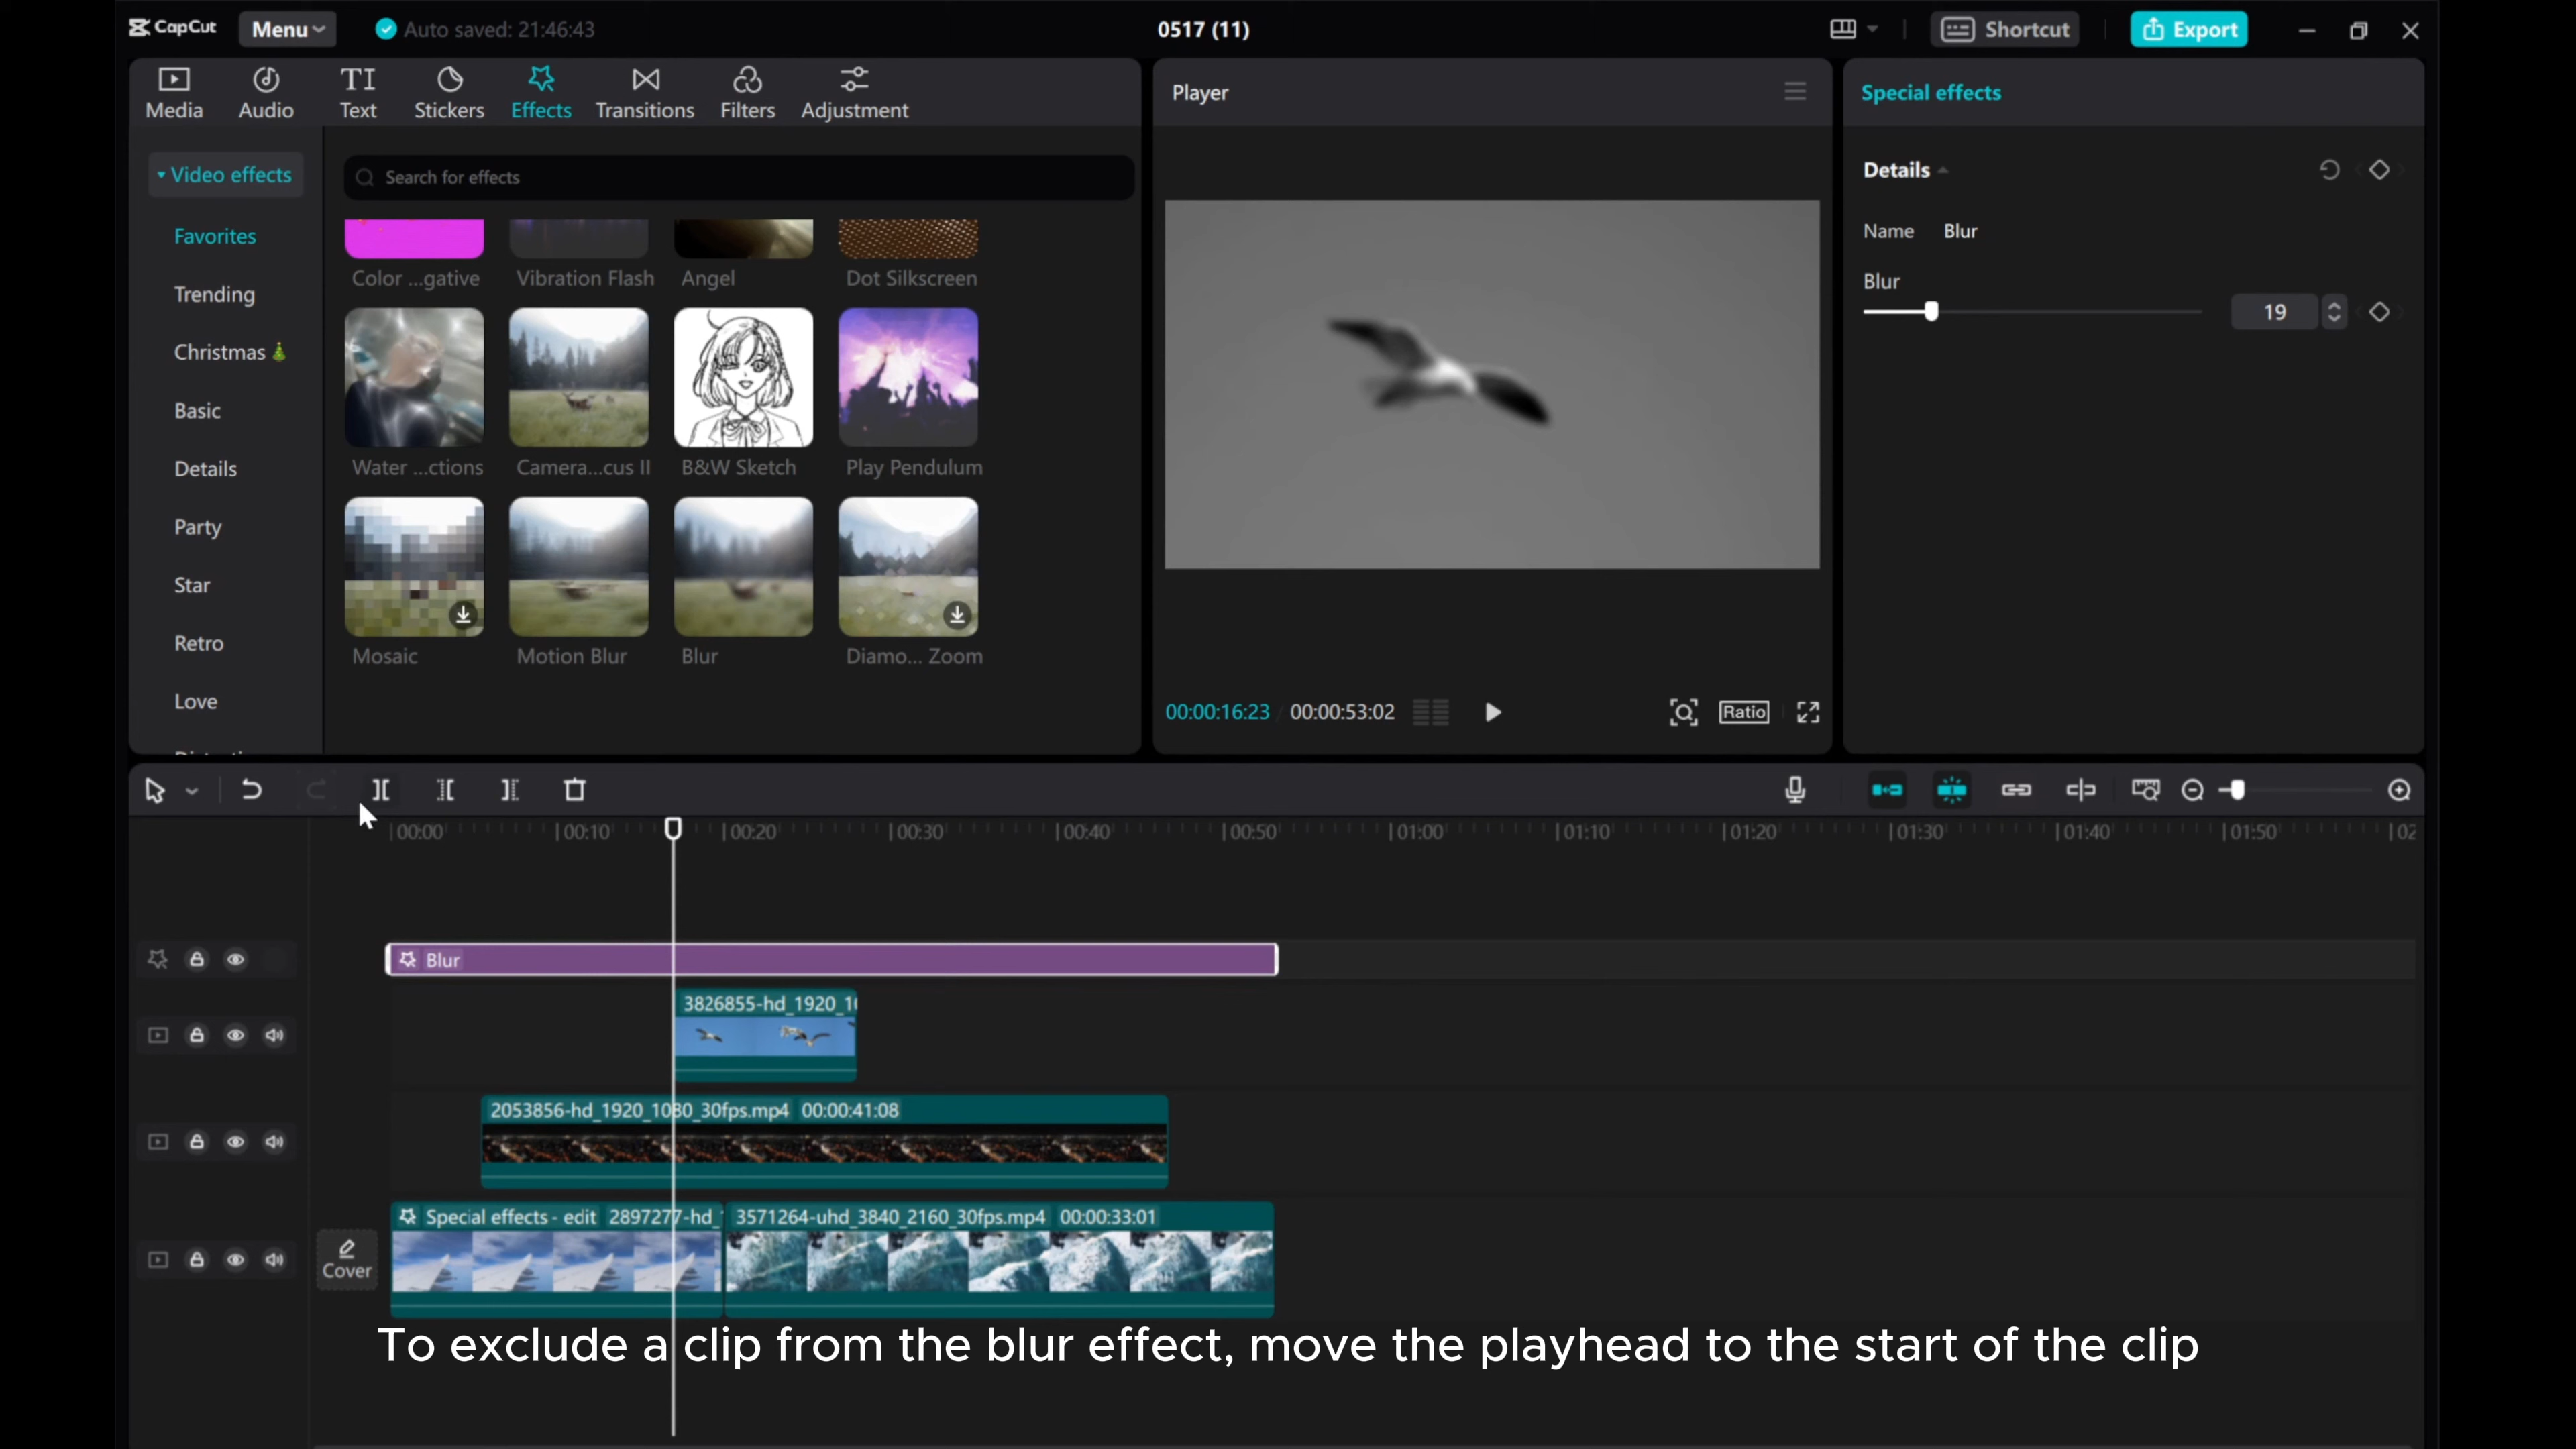 CapCut
Menu
Auto saved: 21:46:43
0517 (11)
Shortcut
Export
Media
Audio
TI
Text
Stickers
Effects
Transitions
Filters
Adjustment
Player
Special effects
Video effects
Search for effects
Details
Favorites
Name Blur
Color ...gative
Vibration Flash
Angel
Dot Silkscreen
Blur
19
Trending
Christmas
Basic
Details
Party
Star
Retro
Love
Water ...ctions
Camera...cus II
B&W Sketch
Play Pendulum
Mosaic
Motion Blur
Blur
Diamo... Zoom
00:00:16:23 / 00:00:53:02
Ratio
00:00
00:10
00:20
00:30
00:40
00:50
01:00
01:10
01:20
01:30
01:40
01:50
02
Blur
3826855-hd_1920_10
2053856-hd_1920_1080_30fps.mp4 00:00:41:08
Special effects - edit 2897277-hd_
3571264-uhd_3840_2160_30fps.mp4 00:00:33:01
Cover
To exclude a clip from the blur effect, move the playhead to the start of the clip